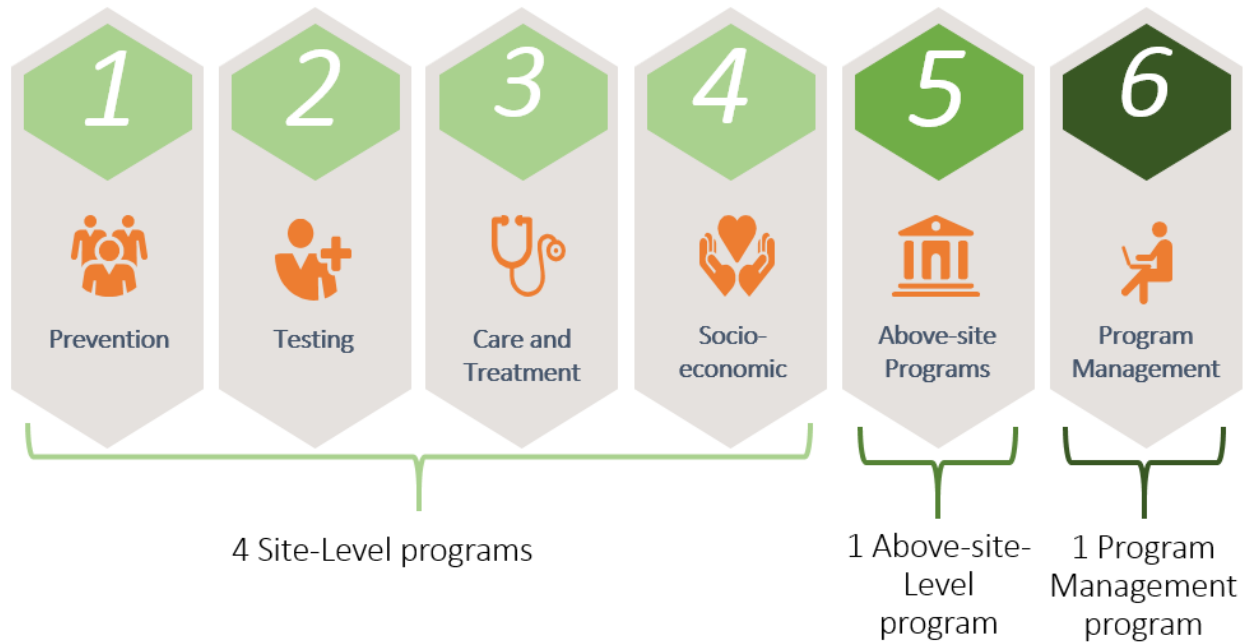 1
2
3
4
5
6
Prevention
Testing
Care and
Treatment
Socio-
economic
Above-site
Programs
Program
Management
4 Site-Level programs
1 Above-site-
Level
program
1 Program
Management
program